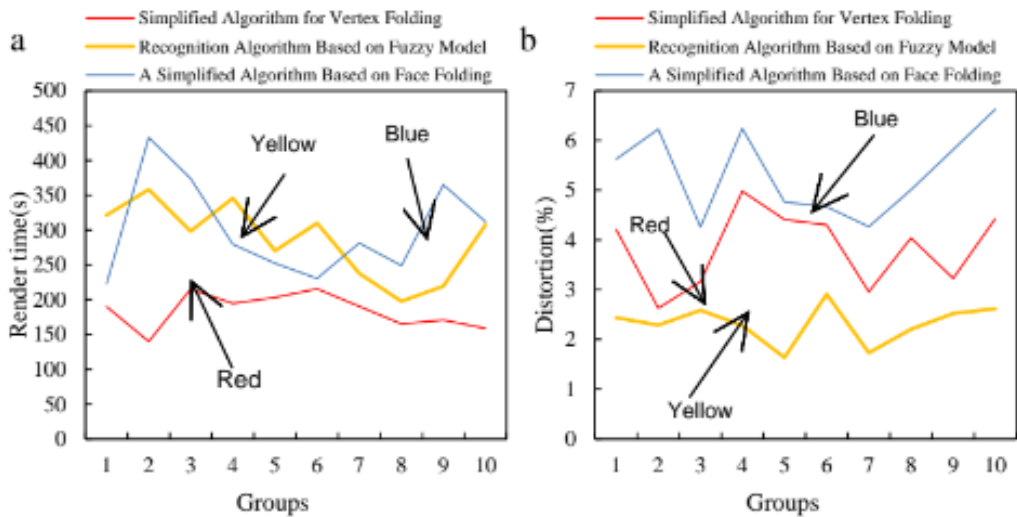 a
Simplified Algorithm for Vertex Folding
Recognition Algorithm Based on Fuzzy Model
A Simplified Algorithm Based on Face Folding
500
450
400
350
300
250
200
150
100
50
0
Render time(s)
Yellow
Blue
Red
1 2 3 4 5 6 7 8 9 10
Groups
b
Simplified Algorithm for Vertex Folding
Recognition Algorithm Based on Fuzzy Model
A Simplified Algorithm Based on Face Folding
7
6
5
4
3
2
1
0
Distortion(%)
Blue
Red
Yellow
1 2 3 4 5 6 7 8 9 10
Groups